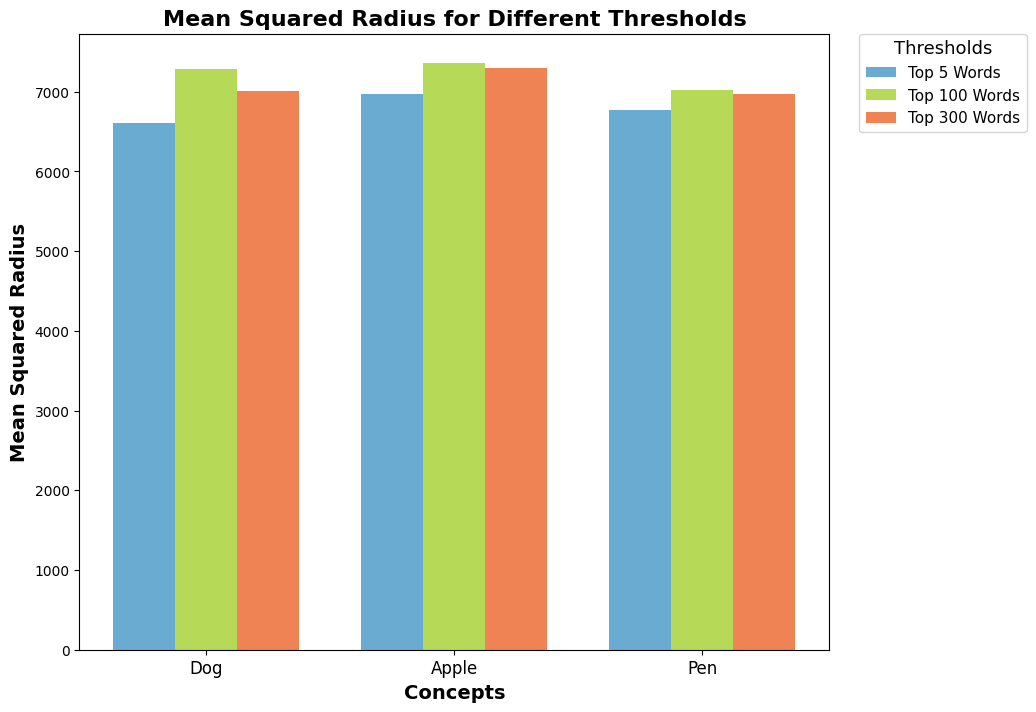 Mean Squared Radius for Different Thresholds
Thresholds
Top 5 Words
Top 100 Words
Top 300 Words
Mean Squared Radius
7000
6000
5000
4000
3000
2000
1000
0
Dog
Apple
Pen
Concepts